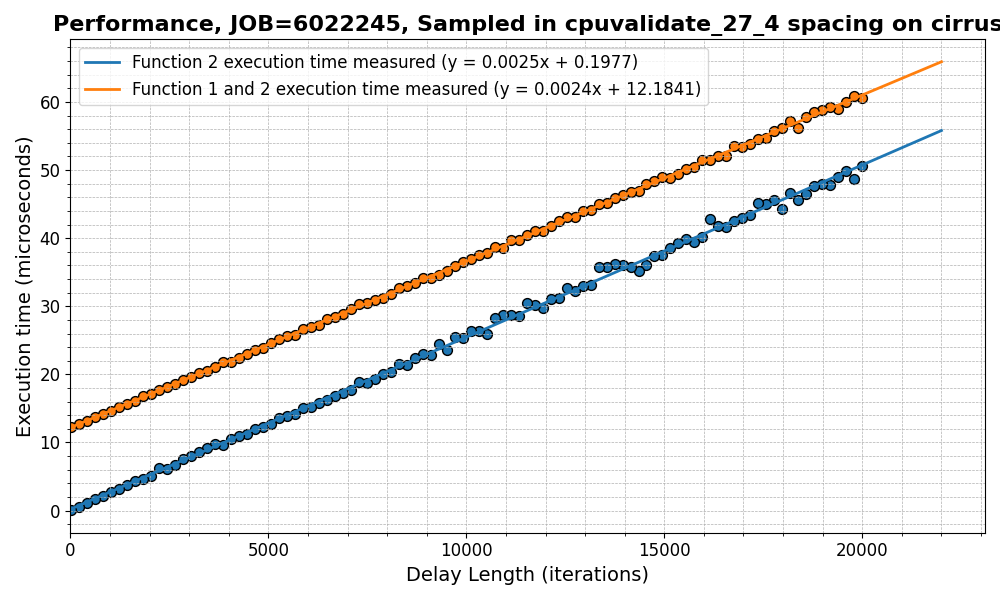 Performance, JOB=6022245, Sampled in cpuvalidate_27_4 spacing on cirrus
Function 2 execution time measured (y = 0.0025x + 0.1977)
Function 1 and 2 execution time measured (y = 0.0024x + 12.1841)
Execution time (microseconds)
60
50
40
30
20
10
0
0 5000 10000 15000 20000
Delay Length (iterations)